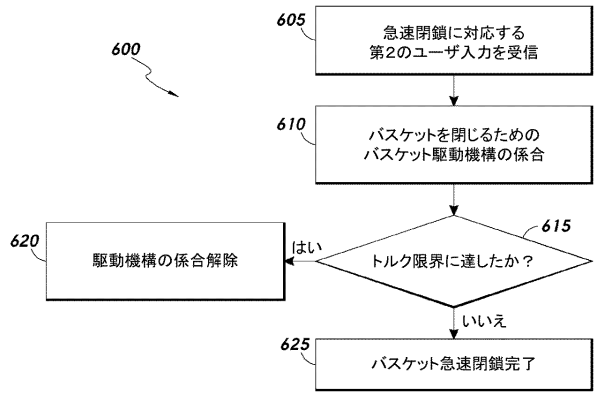 605
急速閉鎖に対応する
第2のユーザ入力を受信
600
610
バスケットを閉じるための
バスケット駆動機構の係合
615
トルク限界に達したか？
はい
620
駆動機構の係合解除
いいえ
625
バスケット急速閉鎖完了